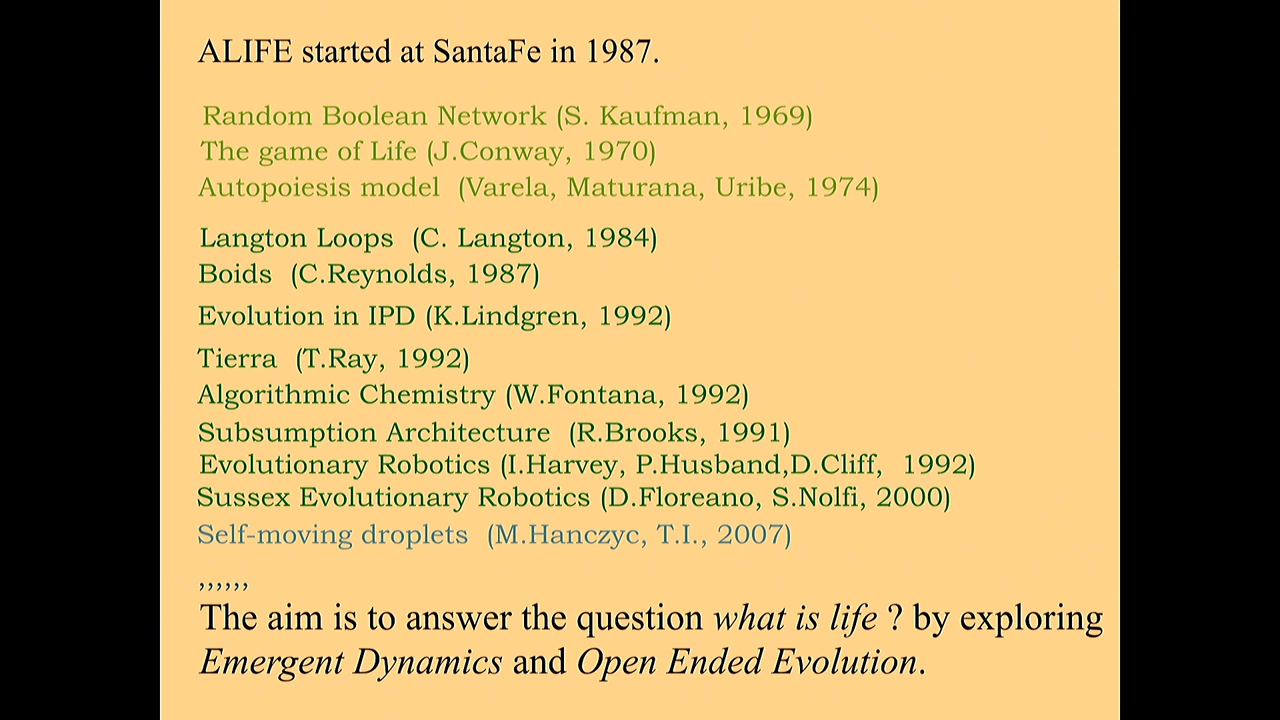 ALIFE started at SantaFe in 1987.
Random Boolean Network (S. Kaufman, 1969)
The game of Life (J.Conway, 1970)
Autopoiesis model (Varela, Maturana, Uribe, 1974)
Langton Loops (C. Langton, 1984)
Boids (C.Reynolds, 1987)
Evolution in IPD (K.Lindgren, 1992)
Tierra (T.Ray, 1992)
Algorithmic Chemistry (W.Fontana, 1992)
Subsumption Architecture (R.Brooks, 1991)
Evolutionary Robotics (I.Harvey, P.Husband,D.Cliff, 1992)
Sussex Evolutionary Robotics (D.Floreano, S.Nolfi, 2000)
Self-moving droplets (M.Hanczyc, T.I., 2007)
,,,,,,
The aim is to answer the question what is life ? by exploring
Emergent Dynamics and Open Ended Evolution.